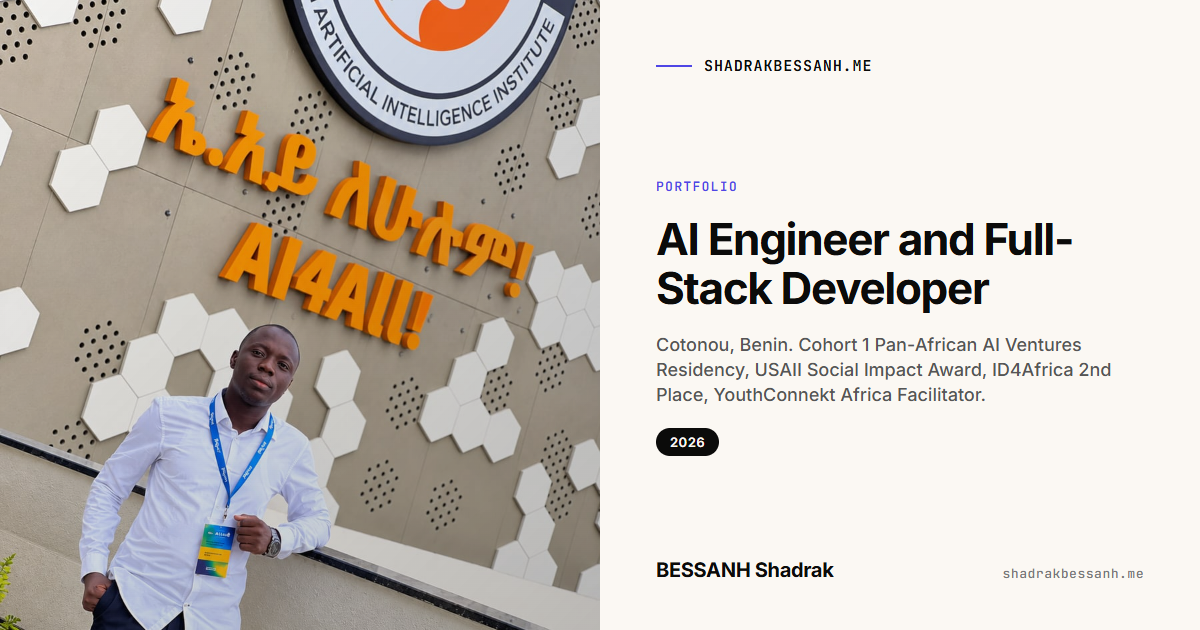 ARTIFICIAL INTELLIGENCE INSTITUTE
ኤ.አይ ለሁሉም!
AI4All!
SHADRAKBESSANH.ME
PORTFOLIO
AI Engineer and Full-
Stack Developer
Cotonou, Benin. Cohort 1 Pan-African AI Ventures
Residency, USAII Social Impact Award, ID4Africa 2nd
Place, YouthConnekt Africa Facilitator.
2026
BESSANH Shadrak
shadrakbessanh.me